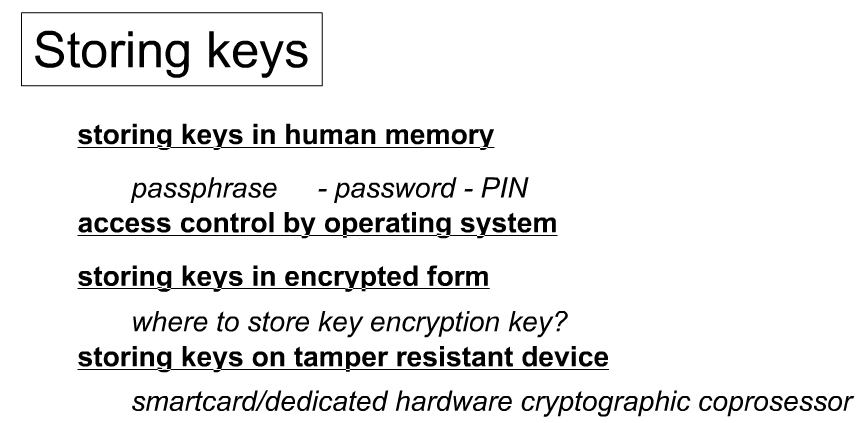 Storing keys
storing keys in human memory
passphrase - password - PIN
access control by operating system
storing keys in encrypted form
where to store key encryption key?
storing keys on tamper resistant device
smartcard/dedicated hardware cryptographic coprosessor